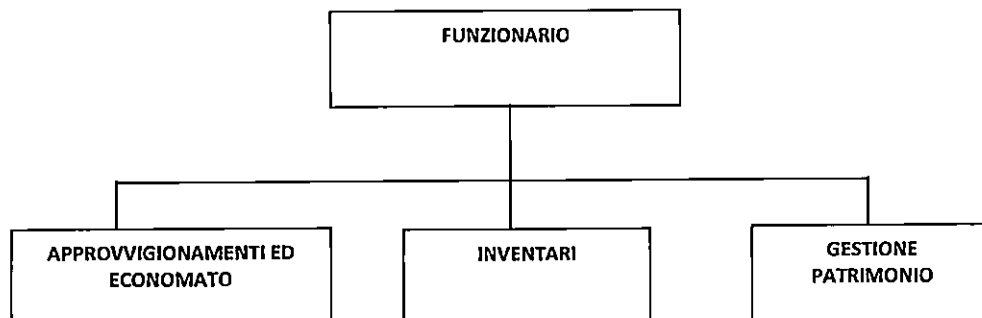 FUNZIONARIO
APPROVVIGIONAMENTI ED
ECONOMATO
INVENTARI
GESTIONE
PATRIMONIO